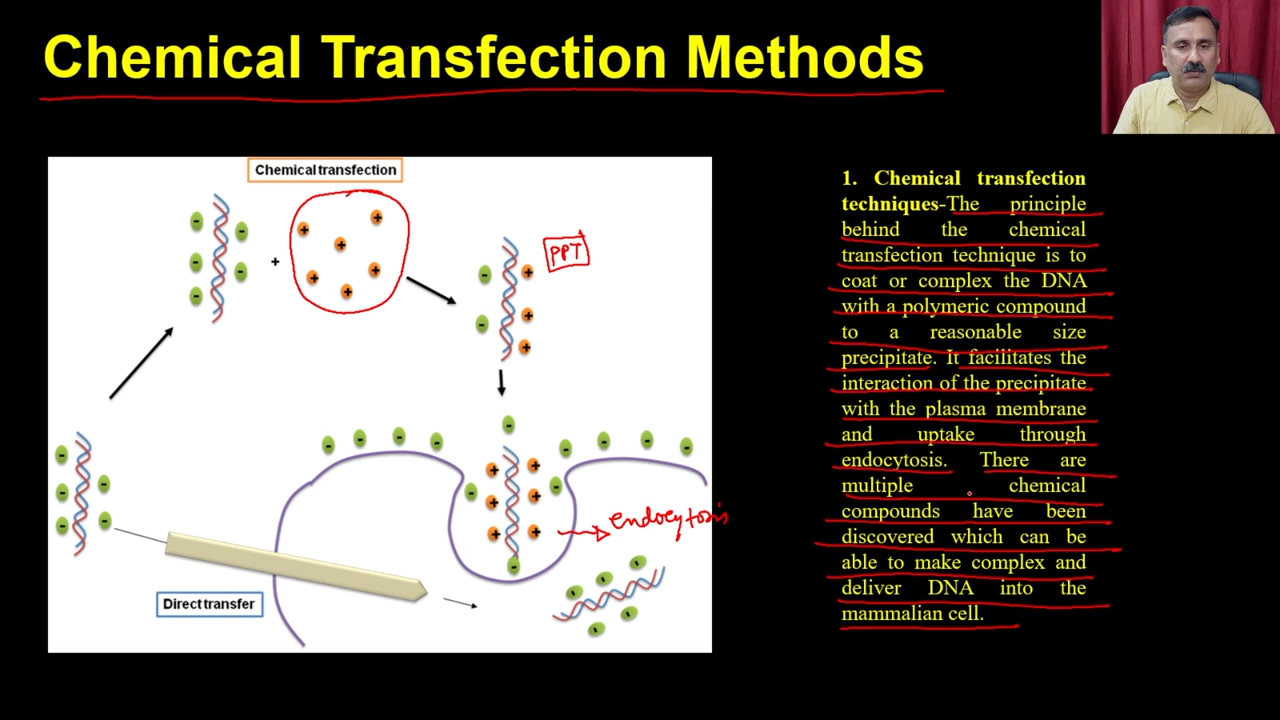 Chemical Transfection Methods
Chemical transfection
PPT
endocytosis
Direct transfer
1. Chemical transfection
techniques-The principle
behind the chemical
transfection technique is to
coat or complex the DNA
with a polymeric compound
to a reasonable size
precipitate. It facilitates the
interaction of the precipitate
with the plasma membrane
and uptake through
endocytosis. There are
multiple chemical
compounds have been
discovered which can be
able to make complex and
deliver DNA into the
mammalian cell.